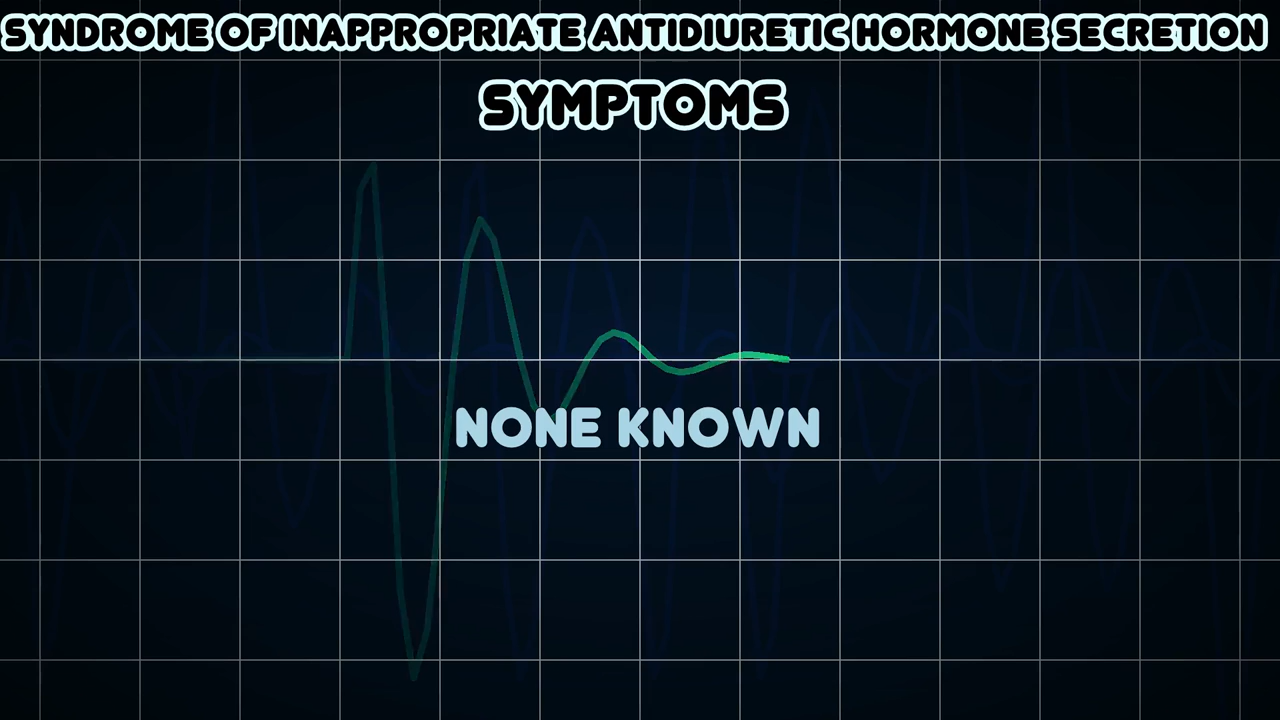 SYNDROME OF INAPPROPRIATE ANTIDIURETIC HORMONE SECRETION
SYMPTOMS
NONE KNOWN